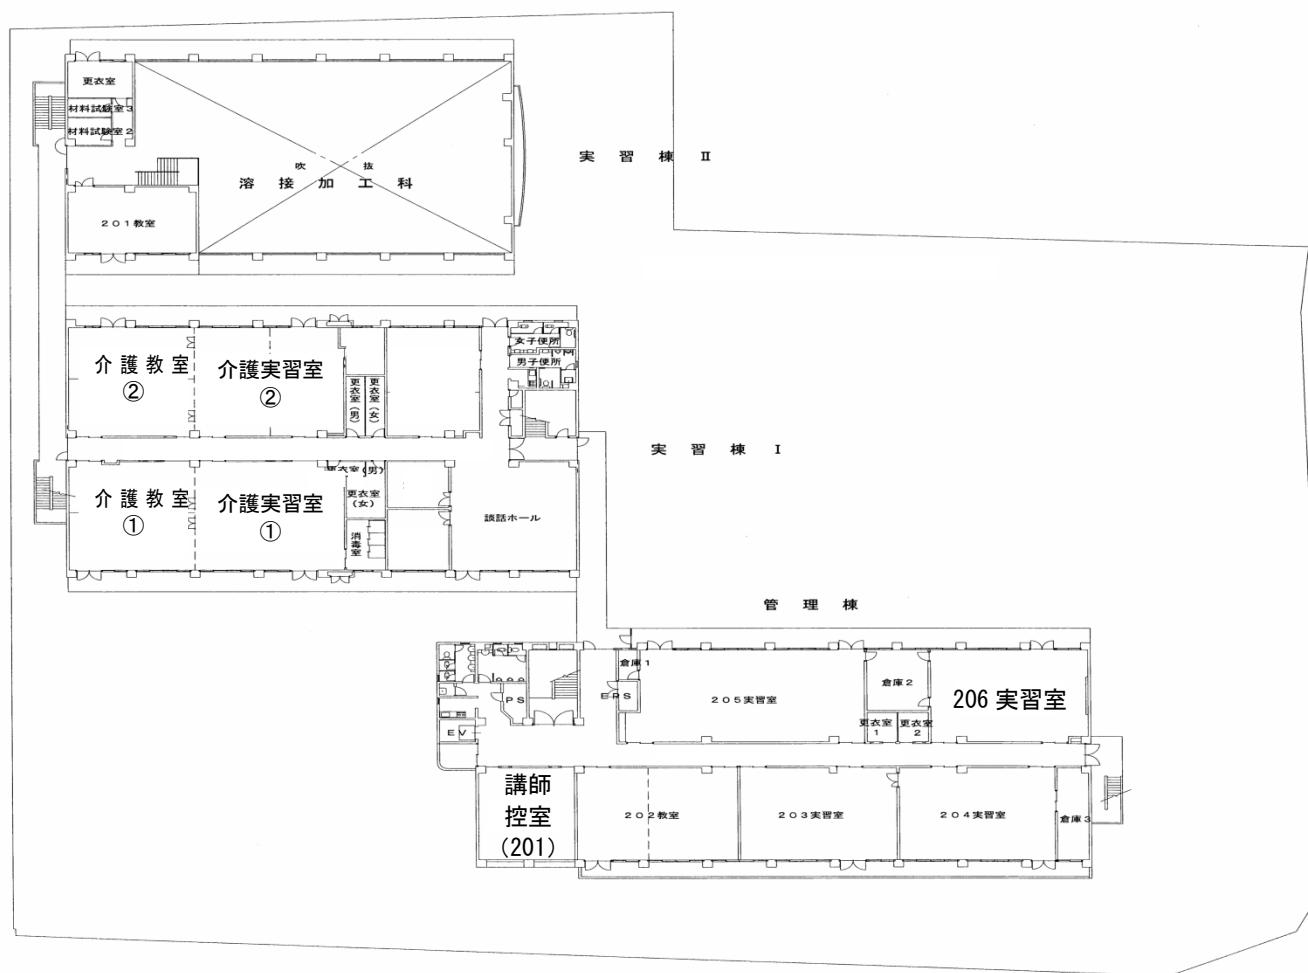 更衣室
材料試験室3
材料試験室2
実習棟Ⅱ
吹抜
溶接加工科
201教室
介護教室
②
介護実習室
②
更衣室(男)
更衣室(女)
女子便所
男子便所
実習棟Ⅰ
介護教室
①
介護実習室
①
更衣室(男)
更衣室
(女)
消毒室
談話ホール
管理棟
倉庫1
EPS
PS
EV
205実習室
倉庫2
更衣室
1
更衣室
2
206 実習室
講師
控室
(201)
202教室
203実習室
204実習室
倉庫3